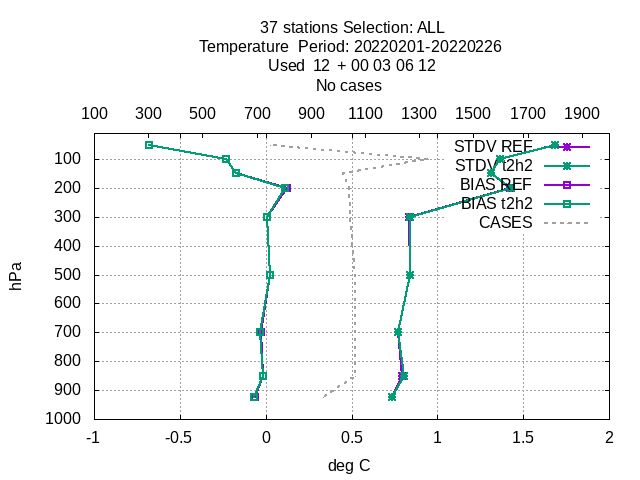 37 stations Selection: ALL
Temperature  Period: 20220201-20220226
Used  12  + 00 03 06 12
No cases
100 300 500 700 900 1100 1300 1500 1700 1900
STDV REF
STDV t2h2
BIAS REF
BIAS t2h2
CASES
100
200
300
400
500
600
700
800
900
1000
hPa
-1 -0.5 0 0.5 1 1.5 2
deg C